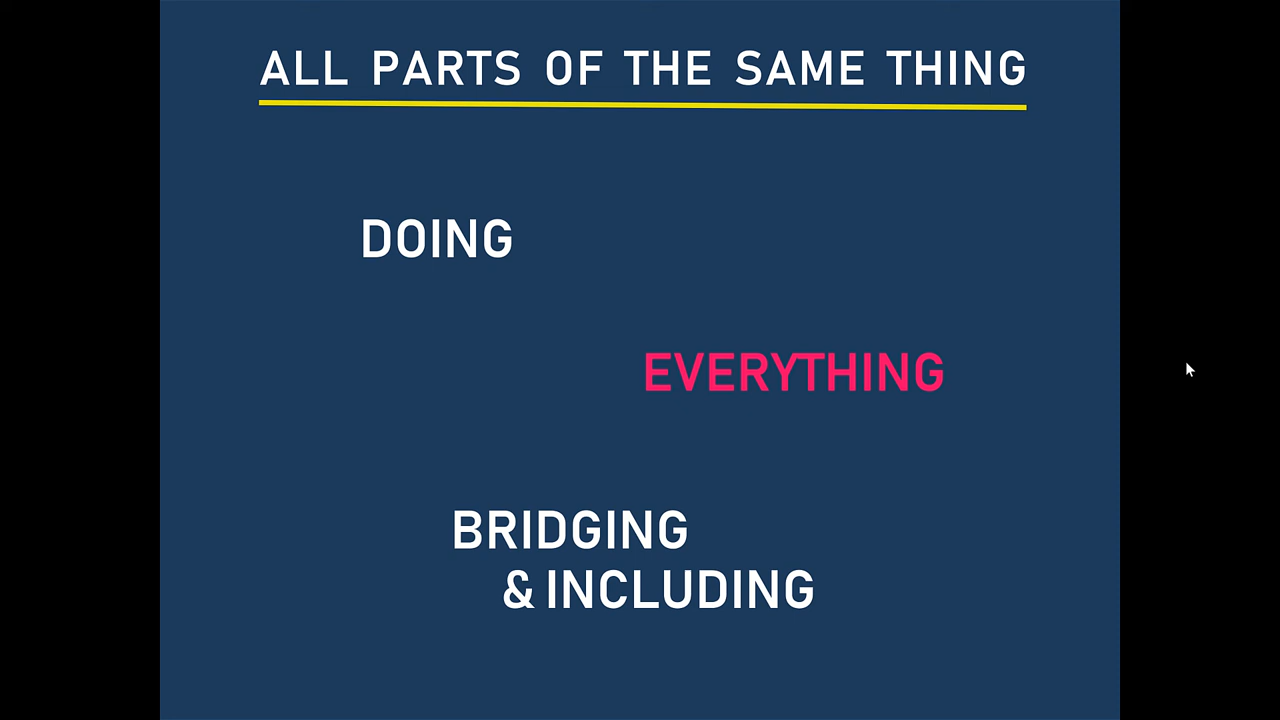 ALL PARTS OF THE SAME THING
DOING
EVERYTHING
BRIDGING
& INCLUDING